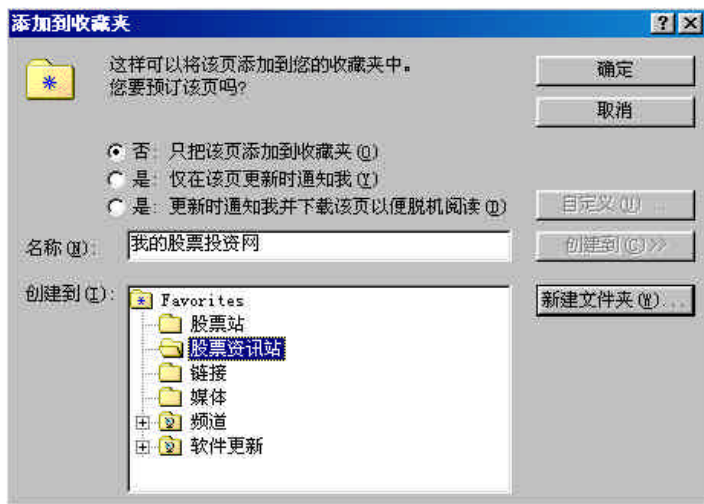 添加到收藏夹
这样可以将该页添加到您的收藏夹中。
您要预订该页吗?
确定
取消
否: 只把该页添加到收藏夹(O)
是: 仅在该页更新时通知我(Y)
是: 更新时通知我并下载该页以便脱机阅读(D)
自定义(U)...
名称(N):
我的股票投资网
创建到(C)>>
创建到(I):
Favorites
股票站
股票资讯站
链接
媒体
频道
软件更新
新建文件夹(W)...